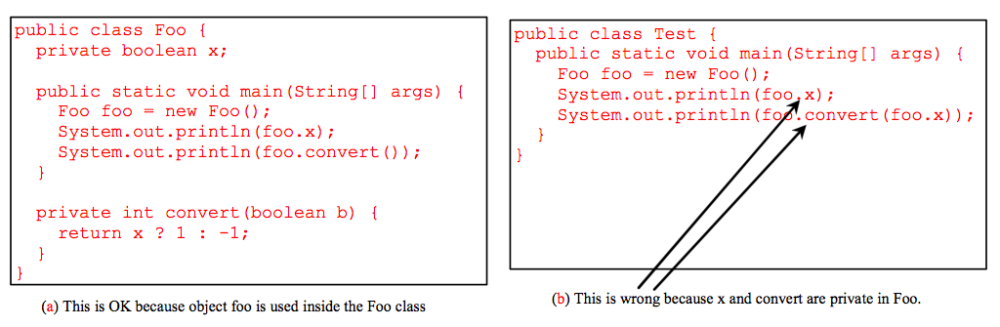 public class Foo {
private boolean x;
public static void main(String[] args) {
Foo foo = new Foo();
System.out.println(foo.x);
System.out.println(foo.convert());
}
private int convert(boolean b) {
return x ? 1 : -1;
}
}
(a) This is OK because object foo is used inside the Foo class
public class Test {
public static void main(String[] args) {
Foo foo = new Foo();
System.out.println(foo.x);
System.out.println(foo.convert(foo.x));
}
}
(b) This is wrong because x and convert are private in Foo.